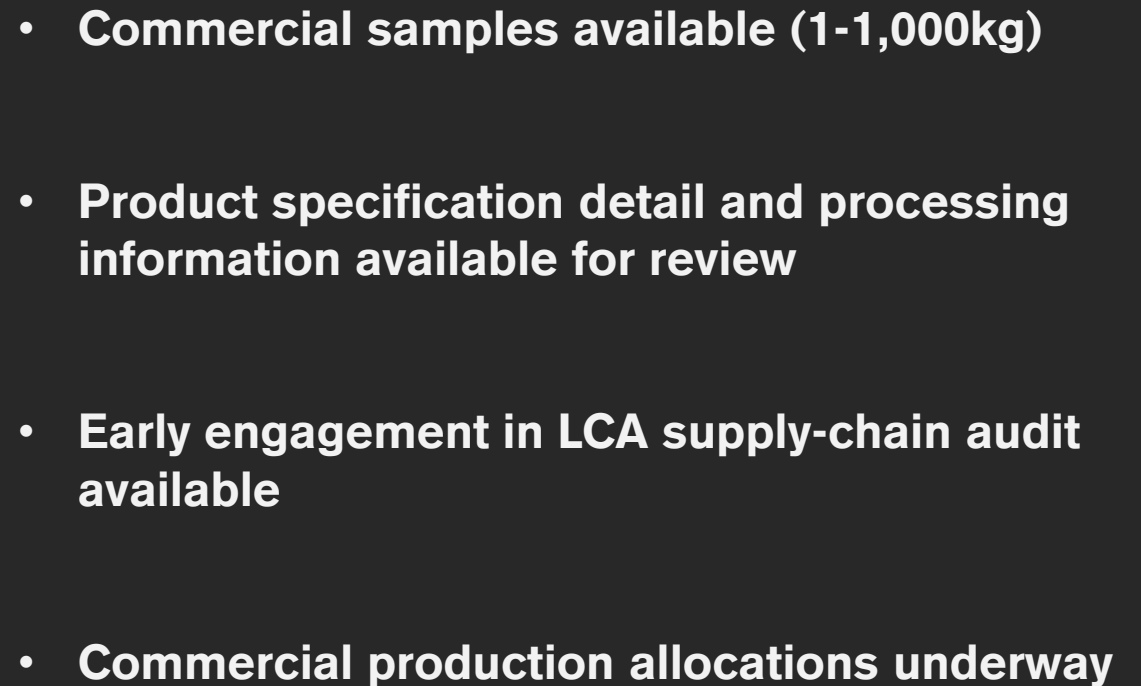 • Commercial samples available (1-1,000kg)
• Product specification detail and processing
information available for review
• Early engagement in LCA supply-chain audit
available
• Commercial production allocations underway